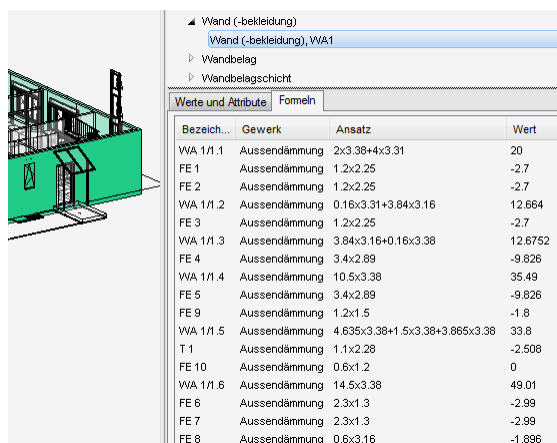 Wand (-bekleidung)
Wand (-bekleidung), WA1
Wandbelag
Wandbelagschicht
Werte und Attribute Formeln
Bezeich... Gewerk Ansatz Wert
WA 1/1.1 Aussendämmung 2x3.38+4x3.31 20
FE 1 Aussendämmung 1.2x2.25 -2.7
FE 2 Aussendämmung 1.2x2.25 -2.7
WA 1/1.2 Aussendämmung 0.16x3.31+3.84x3.16 12.664
FE 3 Aussendämmung 1.2x2.25 -2.7
WA 1/1.3 Aussendämmung 3.84x3.16+0.16x3.38 12.6752
FE 4 Aussendämmung 3.4x2.89 -9.826
WA 1/1.4 Aussendämmung 10.5x3.38 35.49
FE 5 Aussendämmung 3.4x2.89 -9.826
FE 9 Aussendämmung 1.2x1.5 -1.8
WA 1/1.5 Aussendämmung 4.635x3.38+1.5x3.38+3.865x3.38 33.8
T 1 Aussendämmung 1.1x2.28 -2.508
FE 10 Aussendämmung 0.6x1.2 0
WA 1/1.6 Aussendämmung 14.5x3.38 49.01
FE 6 Aussendämmung 2.3x1.3 -2.99
FE 7 Aussendämmung 2.3x1.3 -2.99
FE 8 Aussendämmung 0.6x3.16 -1.896